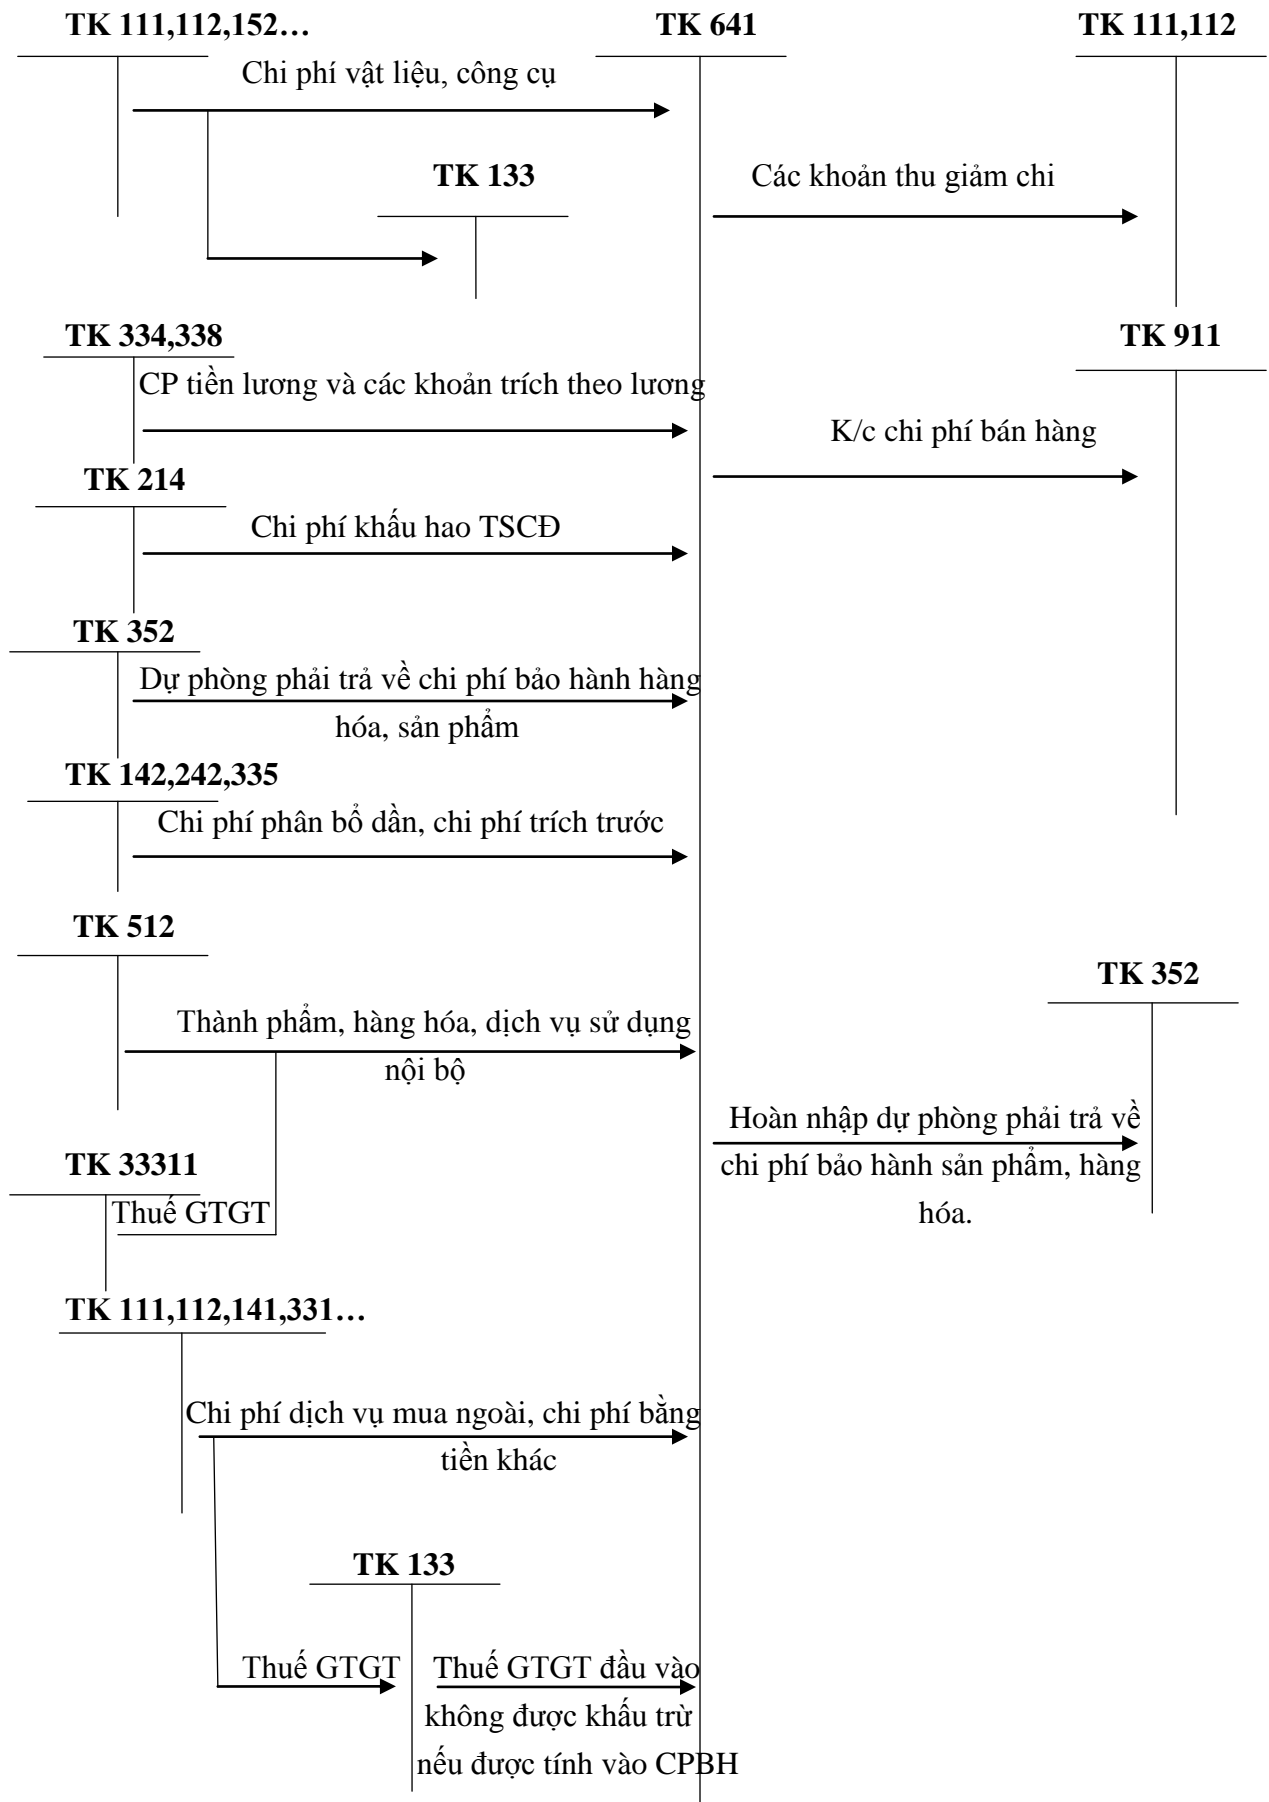 TK 111,112,152…
TK 641
TK 111,112
Chi phí vật liệu, công cụ
TK 133
Các khoản thu giảm chi
TK 334,338
TK 911
CP tiền lương và các khoản trích theo lương
K/c chi phí bán hàng
TK 214
Chi phí khấu hao TSCĐ
TK 352
Dự phòng phải trả về chi phí bảo hành hàng
hóa, sản phẩm
TK 142,242,335
Chi phí phân bổ dần, chi phí trích trước
TK 512
TK 352
Thành phẩm, hàng hóa, dịch vụ sử dụng
nội bộ
Hoàn nhập dự phòng phải trả về
chi phí bảo hành sản phẩm, hàng
hóa.
TK 33311
Thuế GTGT
TK 111,112,141,331…
Chi phí dịch vụ mua ngoài, chi phí bằng
tiền khác
TK 133
Thuế GTGT
Thuế GTGT đầu vào
không được khấu trừ
nếu được tính vào CPBH